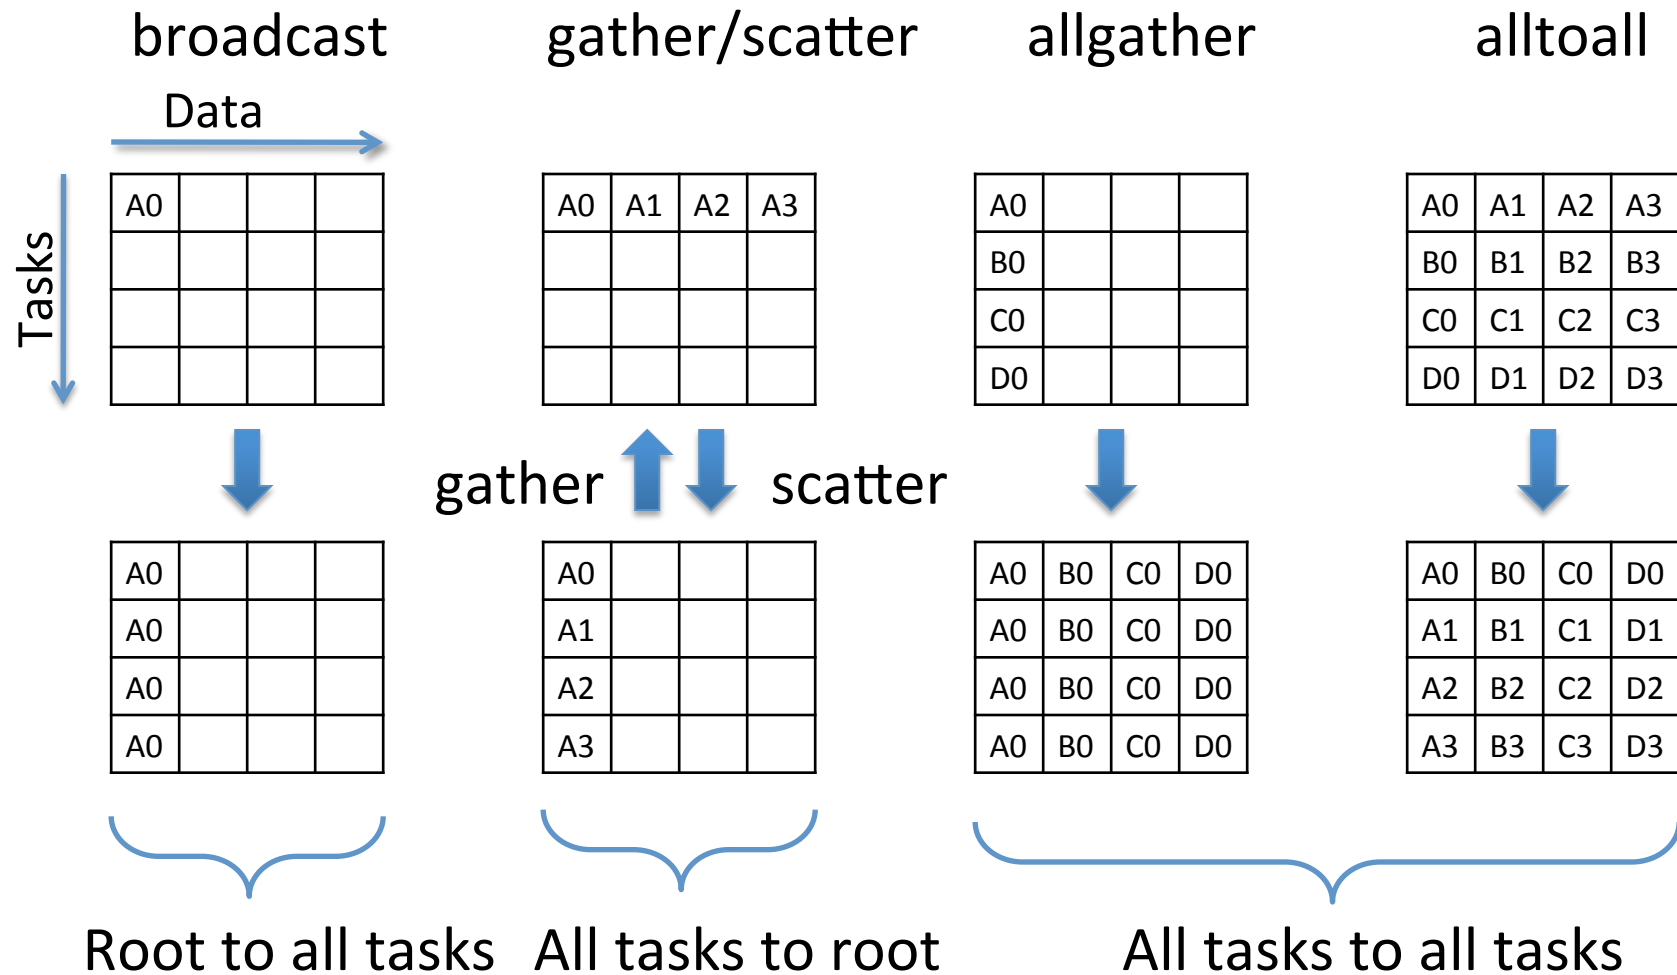 broadcast gather/scatter allgather alltoall
Data
Tasks
A0 A0 A1 A2 A3 A0 A0 A1 A2 A3
B0 B0 B1 B2 B3
C0 C0 C1 C2 C3
D0 D0 D1 D2 D3
gather scatter
A0 A0 A0 B0 C0 D0 A0 B0 C0 D0
A0 A1 A0 B0 C0 D0 A1 B1 C1 D1
A0 A2 A0 B0 C0 D0 A2 B2 C2 D2
A0 A3 A0 B0 C0 D0 A3 B3 C3 D3
Root to all tasks All tasks to root All tasks to all tasks